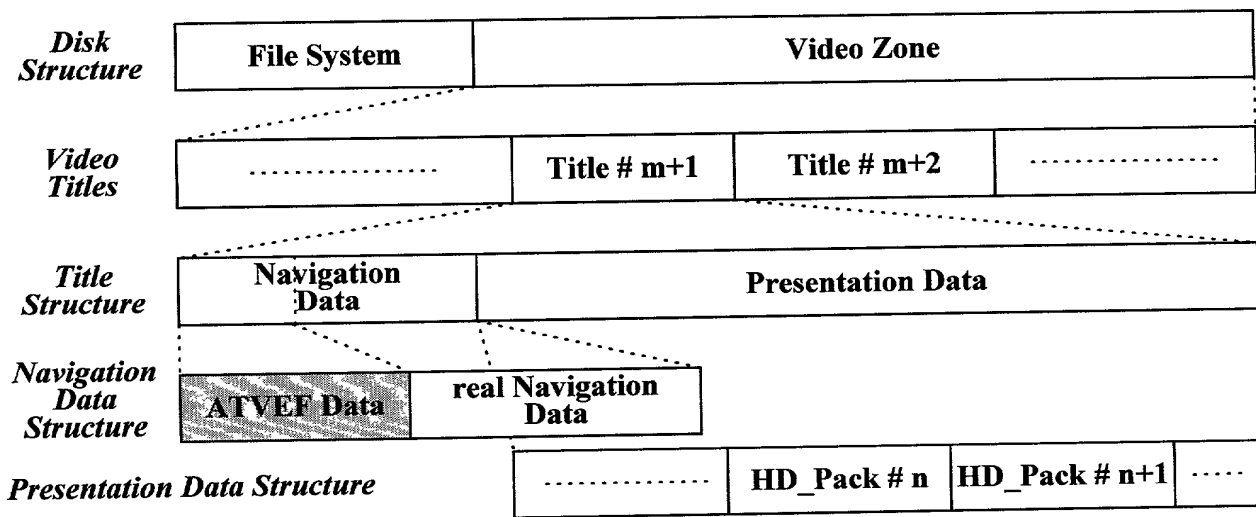 Disk
Structure
File System
Video Zone
Video
Titles
..................
Title # m+1
Title # m+2
..................
Title
Structure
Navigation
Data
Presentation Data
Navigation
Data
Structure
ATVEF Data
real Navigation
Data
Presentation Data Structure
..................
HD_Pack # n
HD_Pack # n+1
.....